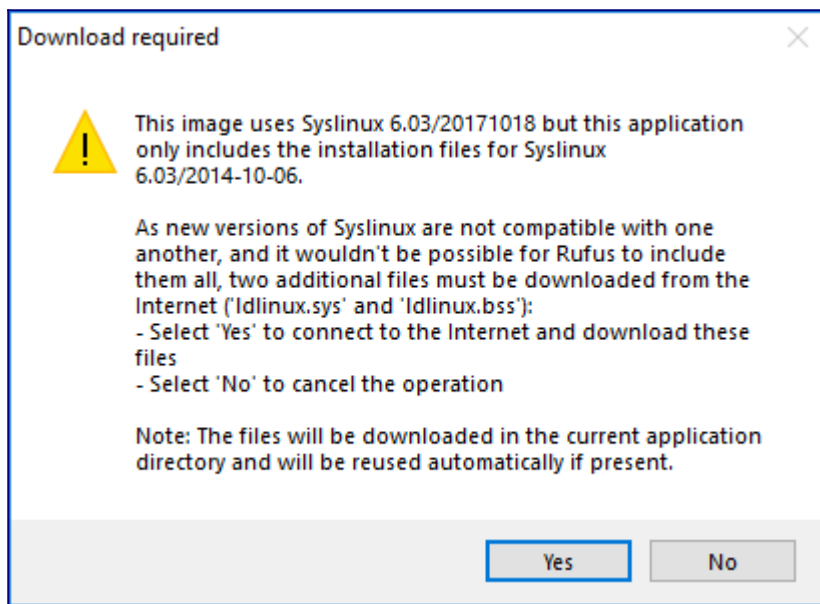 Download required
This image uses Syslinux 6.03/20171018 but this application
only includes the installation files for Syslinux
6.03/2014-10-06.
As new versions of Syslinux are not compatible with one
another, and it wouldn't be possible for Rufus to include
them all, two additional files must be downloaded from the
Internet ('ldlinux.sys' and 'ldlinux.bss'):
- Select 'Yes' to connect to the Internet and download these
files
- Select 'No' to cancel the operation
Note: The files will be downloaded in the current application
directory and will be reused automatically if present.
Yes
No